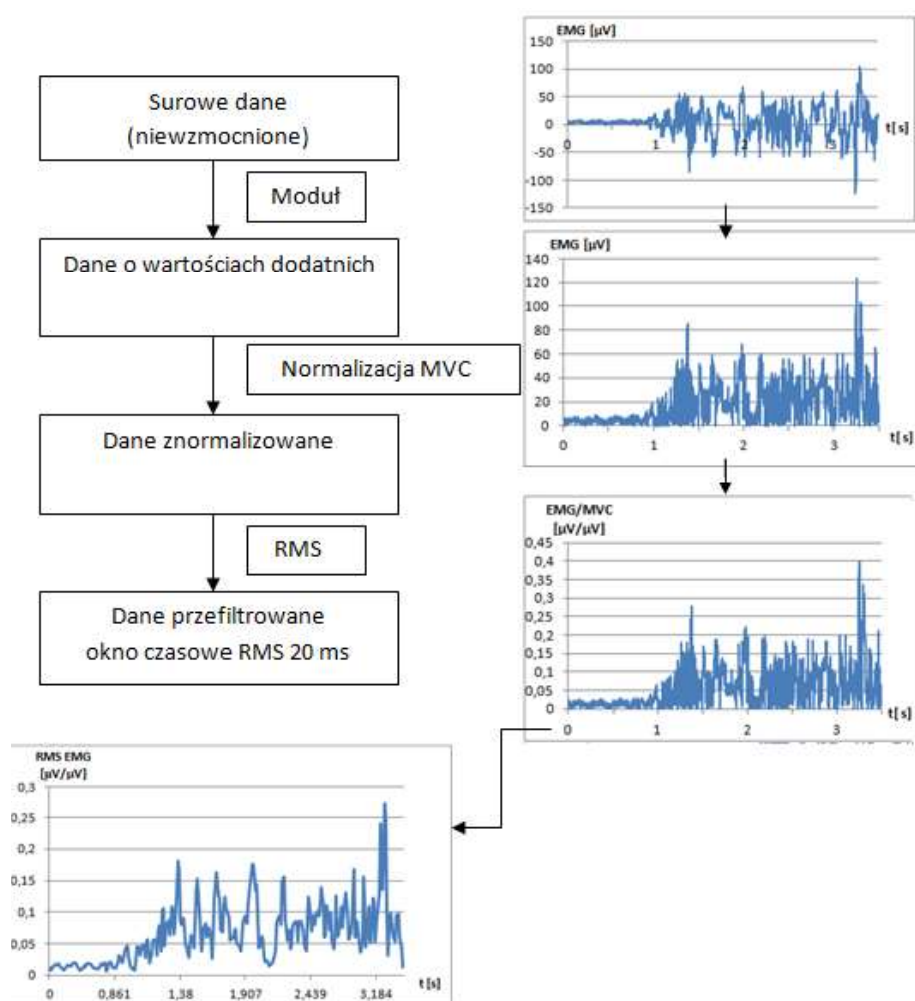 Surowe dane
(niewzmocnione)
Moduł
Dane o wartościach dodatnich
Normalizacja MVC
Dane znormalizowane
RMS
Dane przefiltrowane
okno czasowe RMS 20 ms
EMG [µV]
150
100
50
0
-50
-100
-150
0
1
2
3
t[s]
EMG [µV]
140
120
100
80
60
40
20
0
0
1
2
3
t[s]
EMG/MVC
[µV/µV]
0,45
0,4
0,35
0,3
0,25
0,2
0,15
0,1
0,05
0
0
1
2
3
t[s]
RMS EMG
[µV/µV]
0,3
0,25
0,2
0,15
0,1
0,05
0
0
0,861
1,38
1,907
2,439
3,184
t[s]